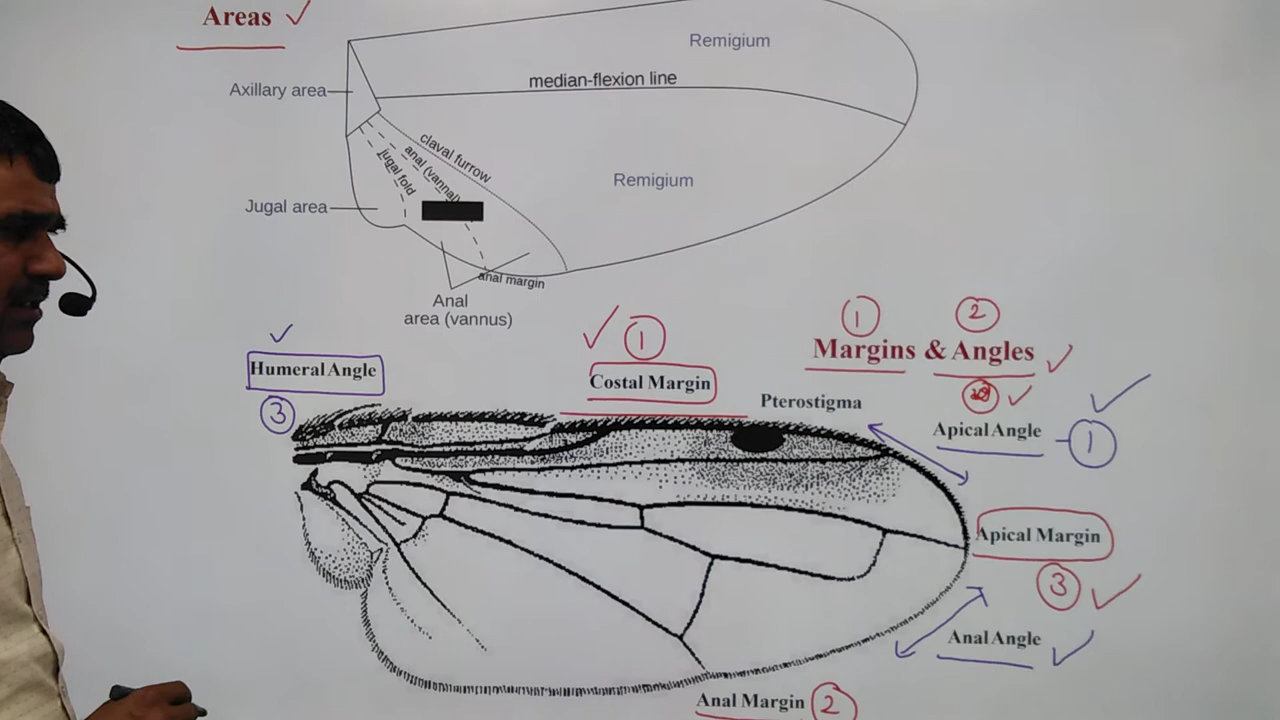 Areas
Remigium
median-flexion line
Axillary area
claval furrow
anal (vannal)
jugal fold
Remigium
Jugal area
anal margin
Anal
area (vannus)
1
2
Margins & Angles
1
Humeral Angle
Costal Margin
3
Pterostigma
Apical Angle
1
Apical Margin
3
Anal Angle
Anal Margin 2